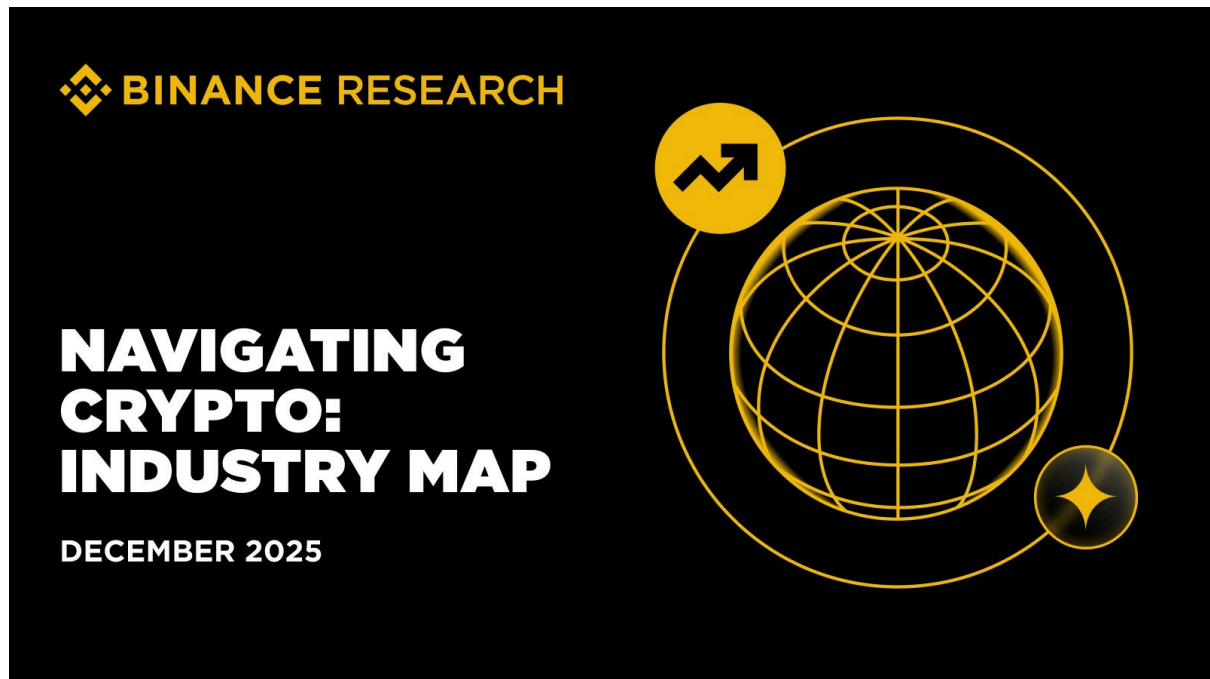 BINANCE RESEARCH
NAVIGATING
CRYPTO:
INDUSTRY MAP
DECEMBER 2025